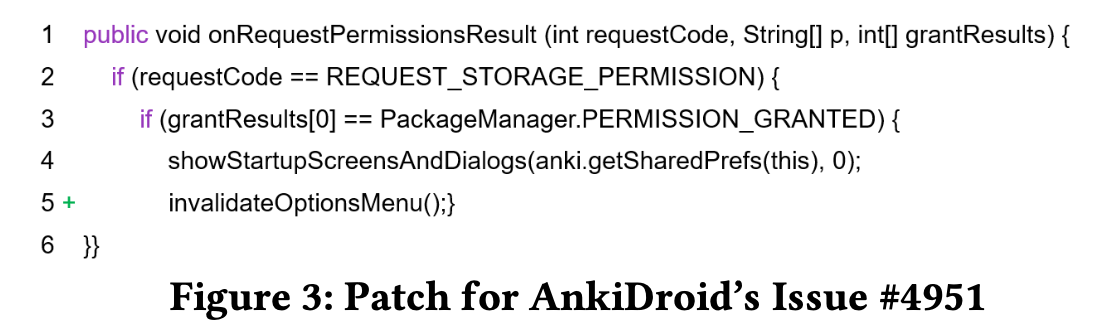 1 public void onRequestPermissionsResult (int requestCode, String[] p, int[] grantResults) {
2 if (requestCode == REQUEST_STORAGE_PERMISSION) {
3 if (grantResults[0] == PackageManager.PERMISSION_GRANTED) {
4 showStartupScreensAndDialogs(anki.getSharedPrefs(this), 0);
5 + invalidateOptionsMenu();}
6 }}
Figure 3: Patch for AnkiDroid’s Issue #4951